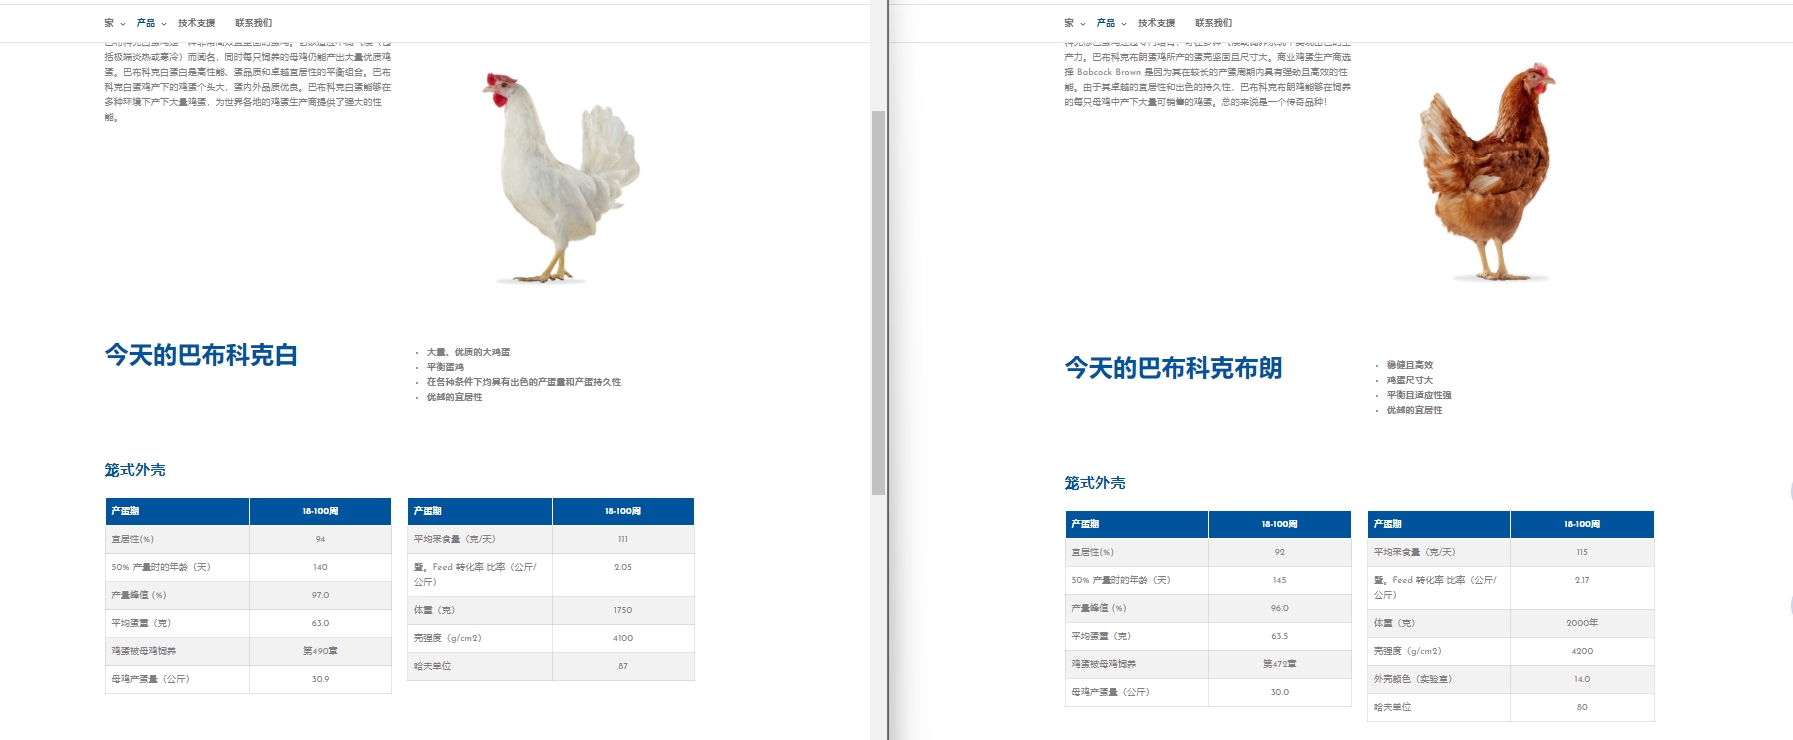 家 产品 技术支援 联系我们
括极端炎热或寒冷）而闻名，同时每只饲养的母鸡仍能产出大量优质鸡
蛋。巴布科克白蛋白是高性能、蛋品质和卓越宜居性的平衡组合。巴布
科克白蛋鸡产下的鸡蛋个头大，蛋内外品质优良。巴布科克白蛋能够在
多种环境下产下大量鸡蛋，为世界各地的鸡蛋生产商提供了强大的性
能。
今天的巴布科克白
大量、优质的大鸡蛋
平衡蛋鸡
在各种条件下均具有出色的产蛋量和产蛋持久性
优越的宜居性
笼式外壳
产蛋期 18-100周
宜居性(%) 94
50% 产量时的年龄（天） 140
产量峰值 (%) 97.0
平均蛋重（克） 63.0
鸡蛋被母鸡饲养 第490章
母鸡产蛋量（公斤） 30.9
产蛋期 18-100周
平均采食量（克/天） 111
暨。Feed 转化率 比率（公斤/ 2.05
公斤）
体重（克） 1750
壳强度（g/cm2） 4100
哈夫单位 87
家 产品 技术支援 联系我们
产力。巴布科克布朗蛋鸡所产的蛋壳坚固且尺寸大。商业鸡蛋生产商选
择 Babcock Brown 是因为其在较长的产蛋周期内具有强劲且高效的性
能。由于其卓越的宜居性和出色的持久性，巴布科克布朗鸡能够在饲养
的每只母鸡中产下大量可销售的鸡蛋。总的来说是一个传奇品种！
今天的巴布科克布朗
稳健且高效
鸡蛋尺寸大
平衡且适应性强
优越的宜居性
笼式外壳
产蛋期 18-100周
宜居性(%) 92
50% 产量时的年龄（天） 145
产量峰值 (%) 96.0
平均蛋重（克） 63.5
鸡蛋被母鸡饲养 第472章
母鸡产蛋量（公斤） 30.0
产蛋期 18-100周
平均采食量（克/天） 115
暨。Feed 转化率 比率（公斤/ 2.17
公斤）
体重（克） 2000年
壳强度（g/cm2） 4200
外壳颜色（实验室） 14.0
哈夫单位 80